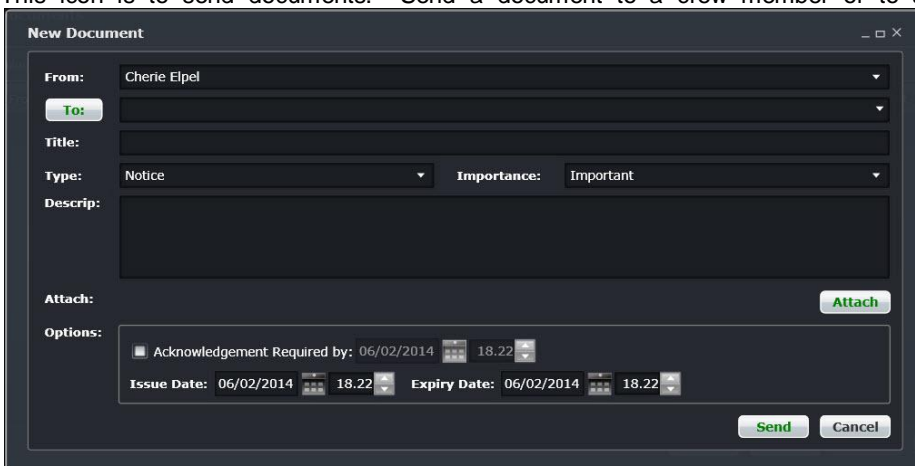 This icon is to send documents. Send a document to a crew member or to
New Document
From: Cherie Elpel
To:
Title:
Type: Notice Importance: Important
Descrip:
Attach: Attach
Options:
Acknowledgement Required by: 06/02/2014 18.22
Issue Date: 06/02/2014 18.22 Expiry Date: 06/02/2014 18.22
Send Cancel